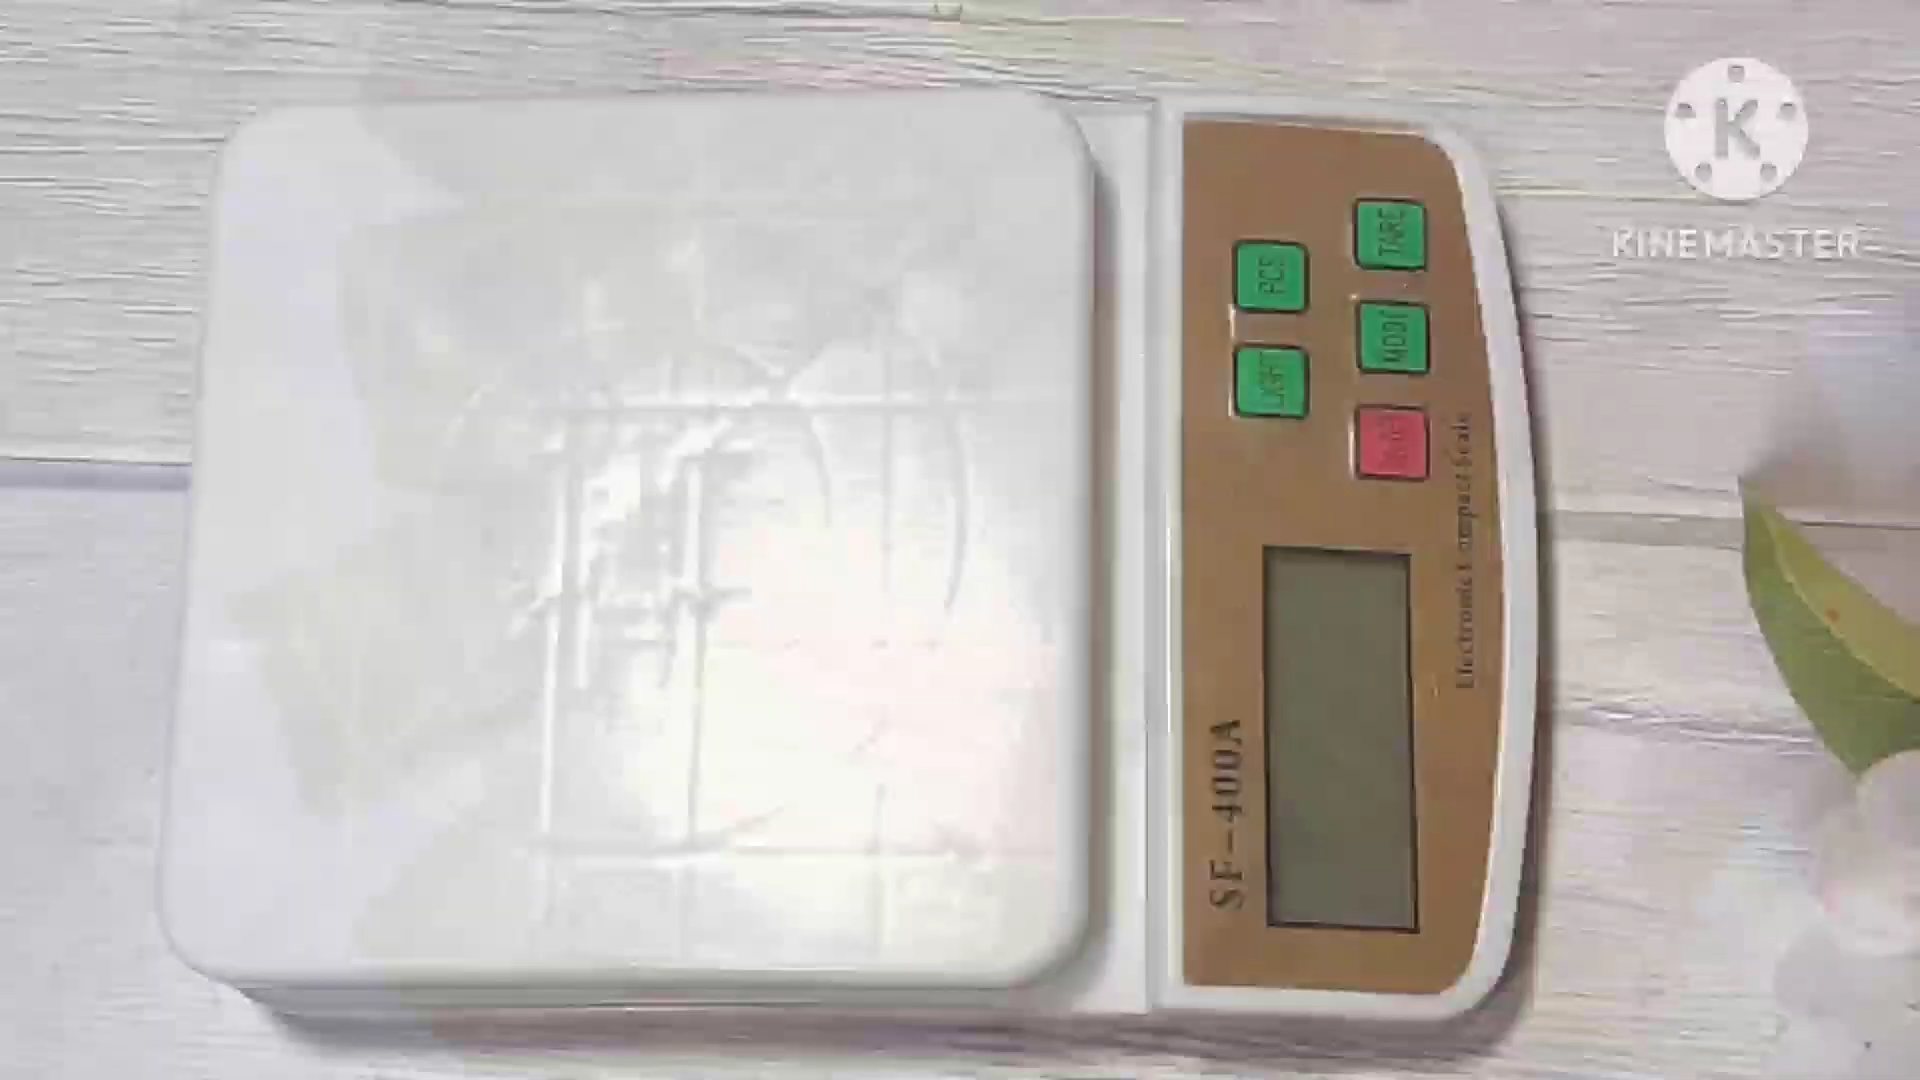 K
KINEMASTER
TARE
PCS
MODE
LIGHT
Electronic Compact Scale
SF-400A